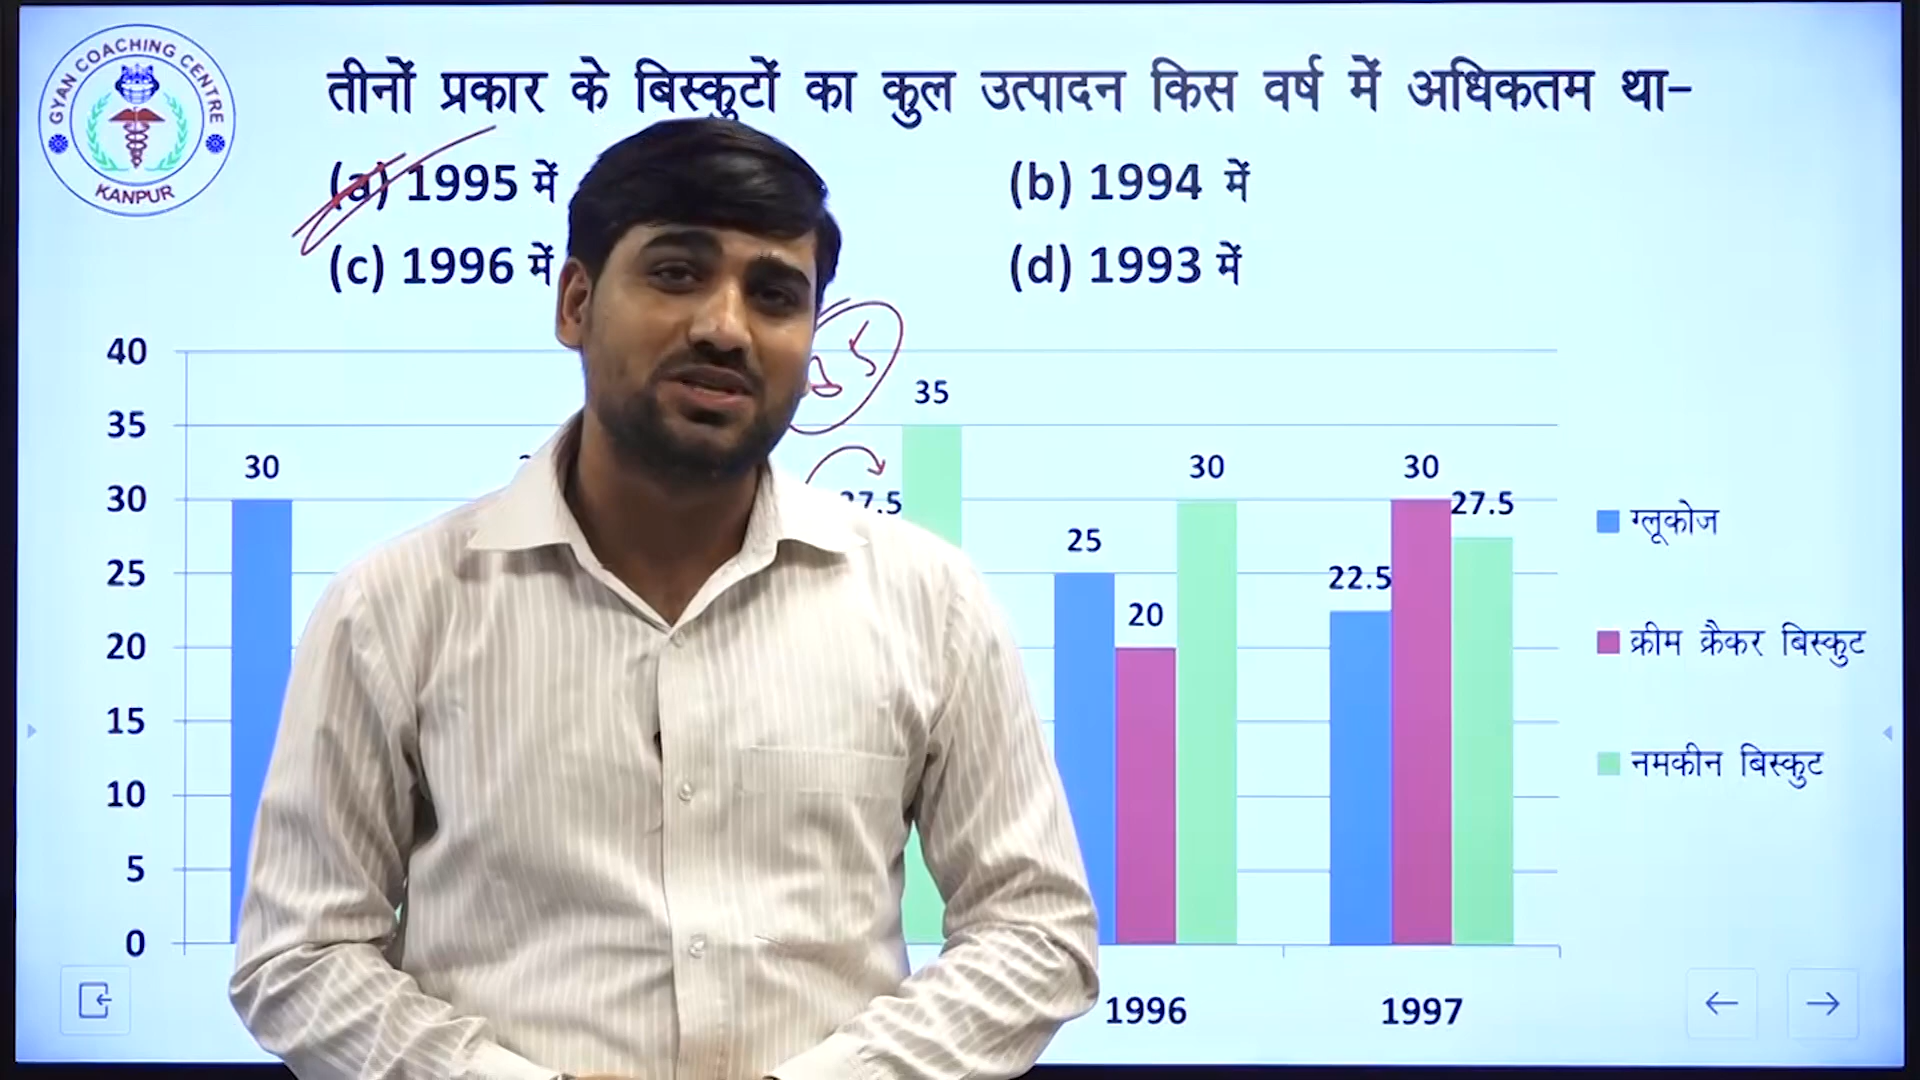 GYAN COACHING CENTRE
KANPUR
तीनों प्रकार के बिस्कुटों का कुल उत्पादन किस वर्ष में अधिकतम था-
(a) 1995 में
(b) 1994 में
(c) 1996 में
(d) 1993 में
40
35
30
25
20
15
10
5
0
30
35
25
20
30
22.5
30
27.5
ग्लूकोज
क्रीम क्रैकर बिस्कुट
नमकीन बिस्कुट
1996
1997